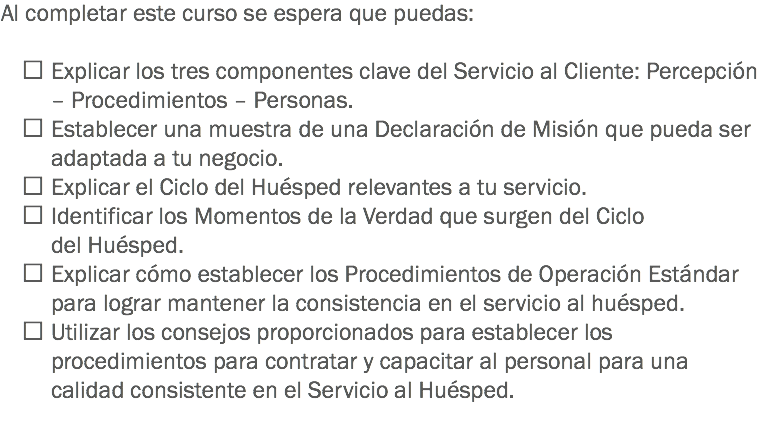 Al completar este curso se espera que puedas:
☐ Explicar los tres componentes clave del Servicio al Cliente: Percepción
– Procedimientos – Personas.
☐ Establecer una muestra de una Declaración de Misión que pueda ser
adaptada a tu negocio.
☐ Explicar el Ciclo del Huésped relevantes a tu servicio.
☐ Identificar los Momentos de la Verdad que surgen del Ciclo
del Huésped.
☐ Explicar cómo establecer los Procedimientos de Operación Estándar
para lograr mantener la consistencia en el servicio al huésped.
☐ Utilizar los consejos proporcionados para establecer los
procedimientos para contratar y capacitar al personal para una
calidad consistente en el Servicio al Huésped.